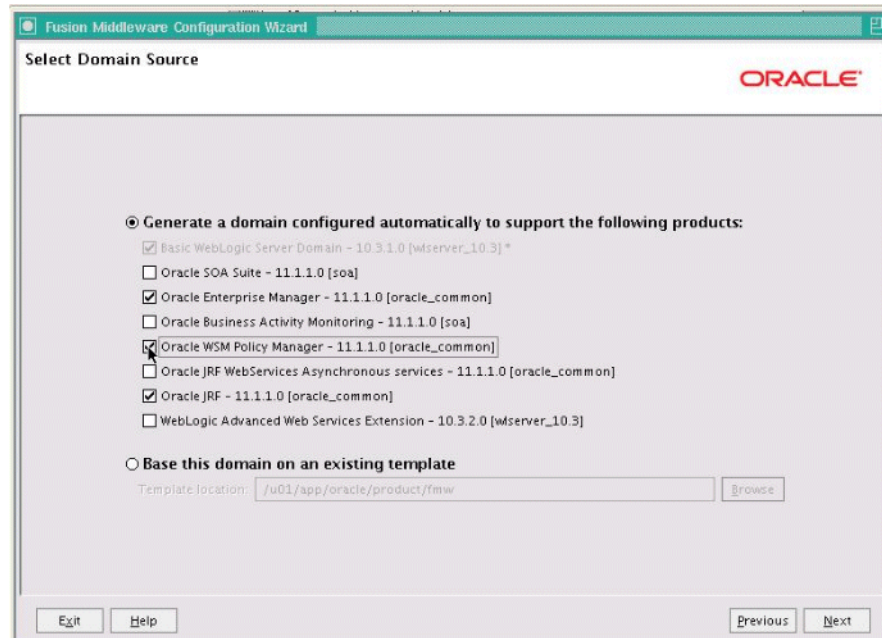 Fusion Middleware Configuration Wizard
Select Domain Source
ORACLE
Generate a domain configured automatically to support the following products:
Basic WebLogic Server Domain - 10.3.1.0 [wlserver_10.3] *
Oracle SOA Suite - 11.1.1.0 [soa]
Oracle Enterprise Manager - 11.1.1.0 [oracle_common]
Oracle Business Activity Monitoring - 11.1.1.0 [soa]
Oracle WSM Policy Manager - 11.1.1.0 [oracle_common]
Oracle JRF WebServices Asynchronous services - 11.1.1.0 [oracle_common]
Oracle JRF - 11.1.1.0 [oracle_common]
WebLogic Advanced Web Services Extension - 10.3.2.0 [wlserver_10.3]
Base this domain on an existing template
Template location: /u01/app/oracle/product/fmw Browse
Exit Help Previous Next